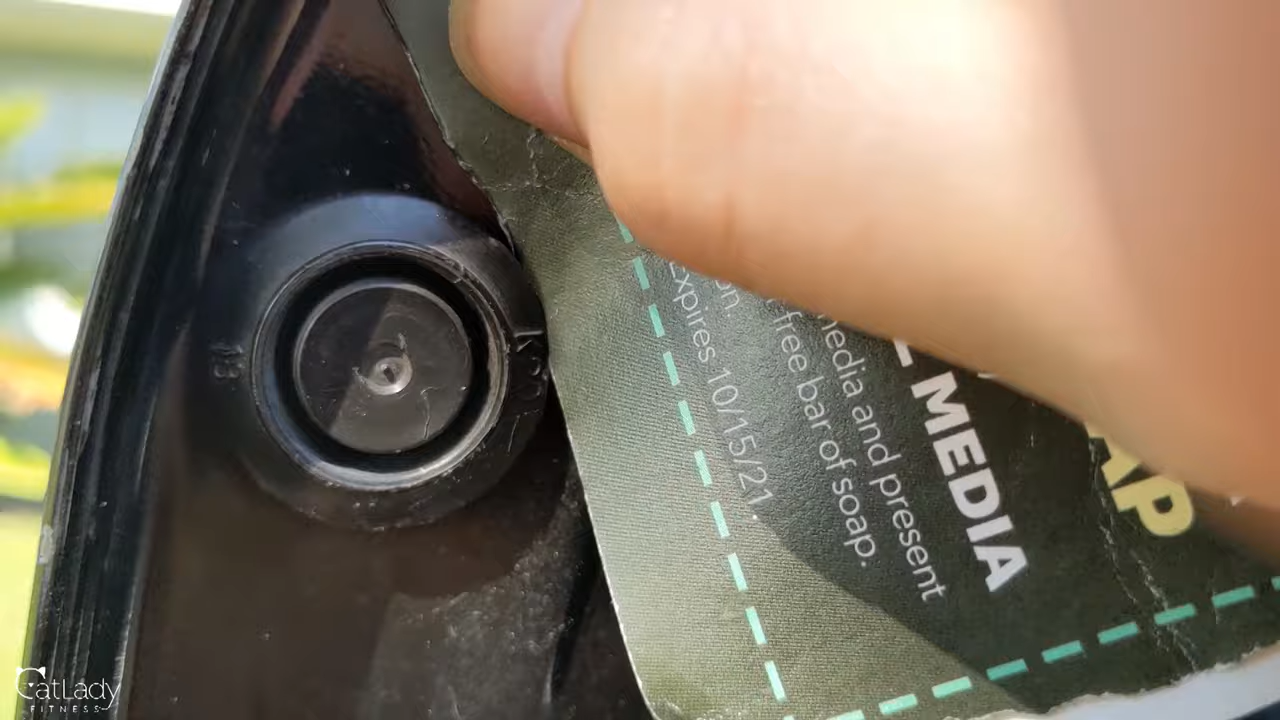 AP
MEDIA
media and present
free bar of soap.
on.
Expires 10/15/21.
CatLady
FITNESS